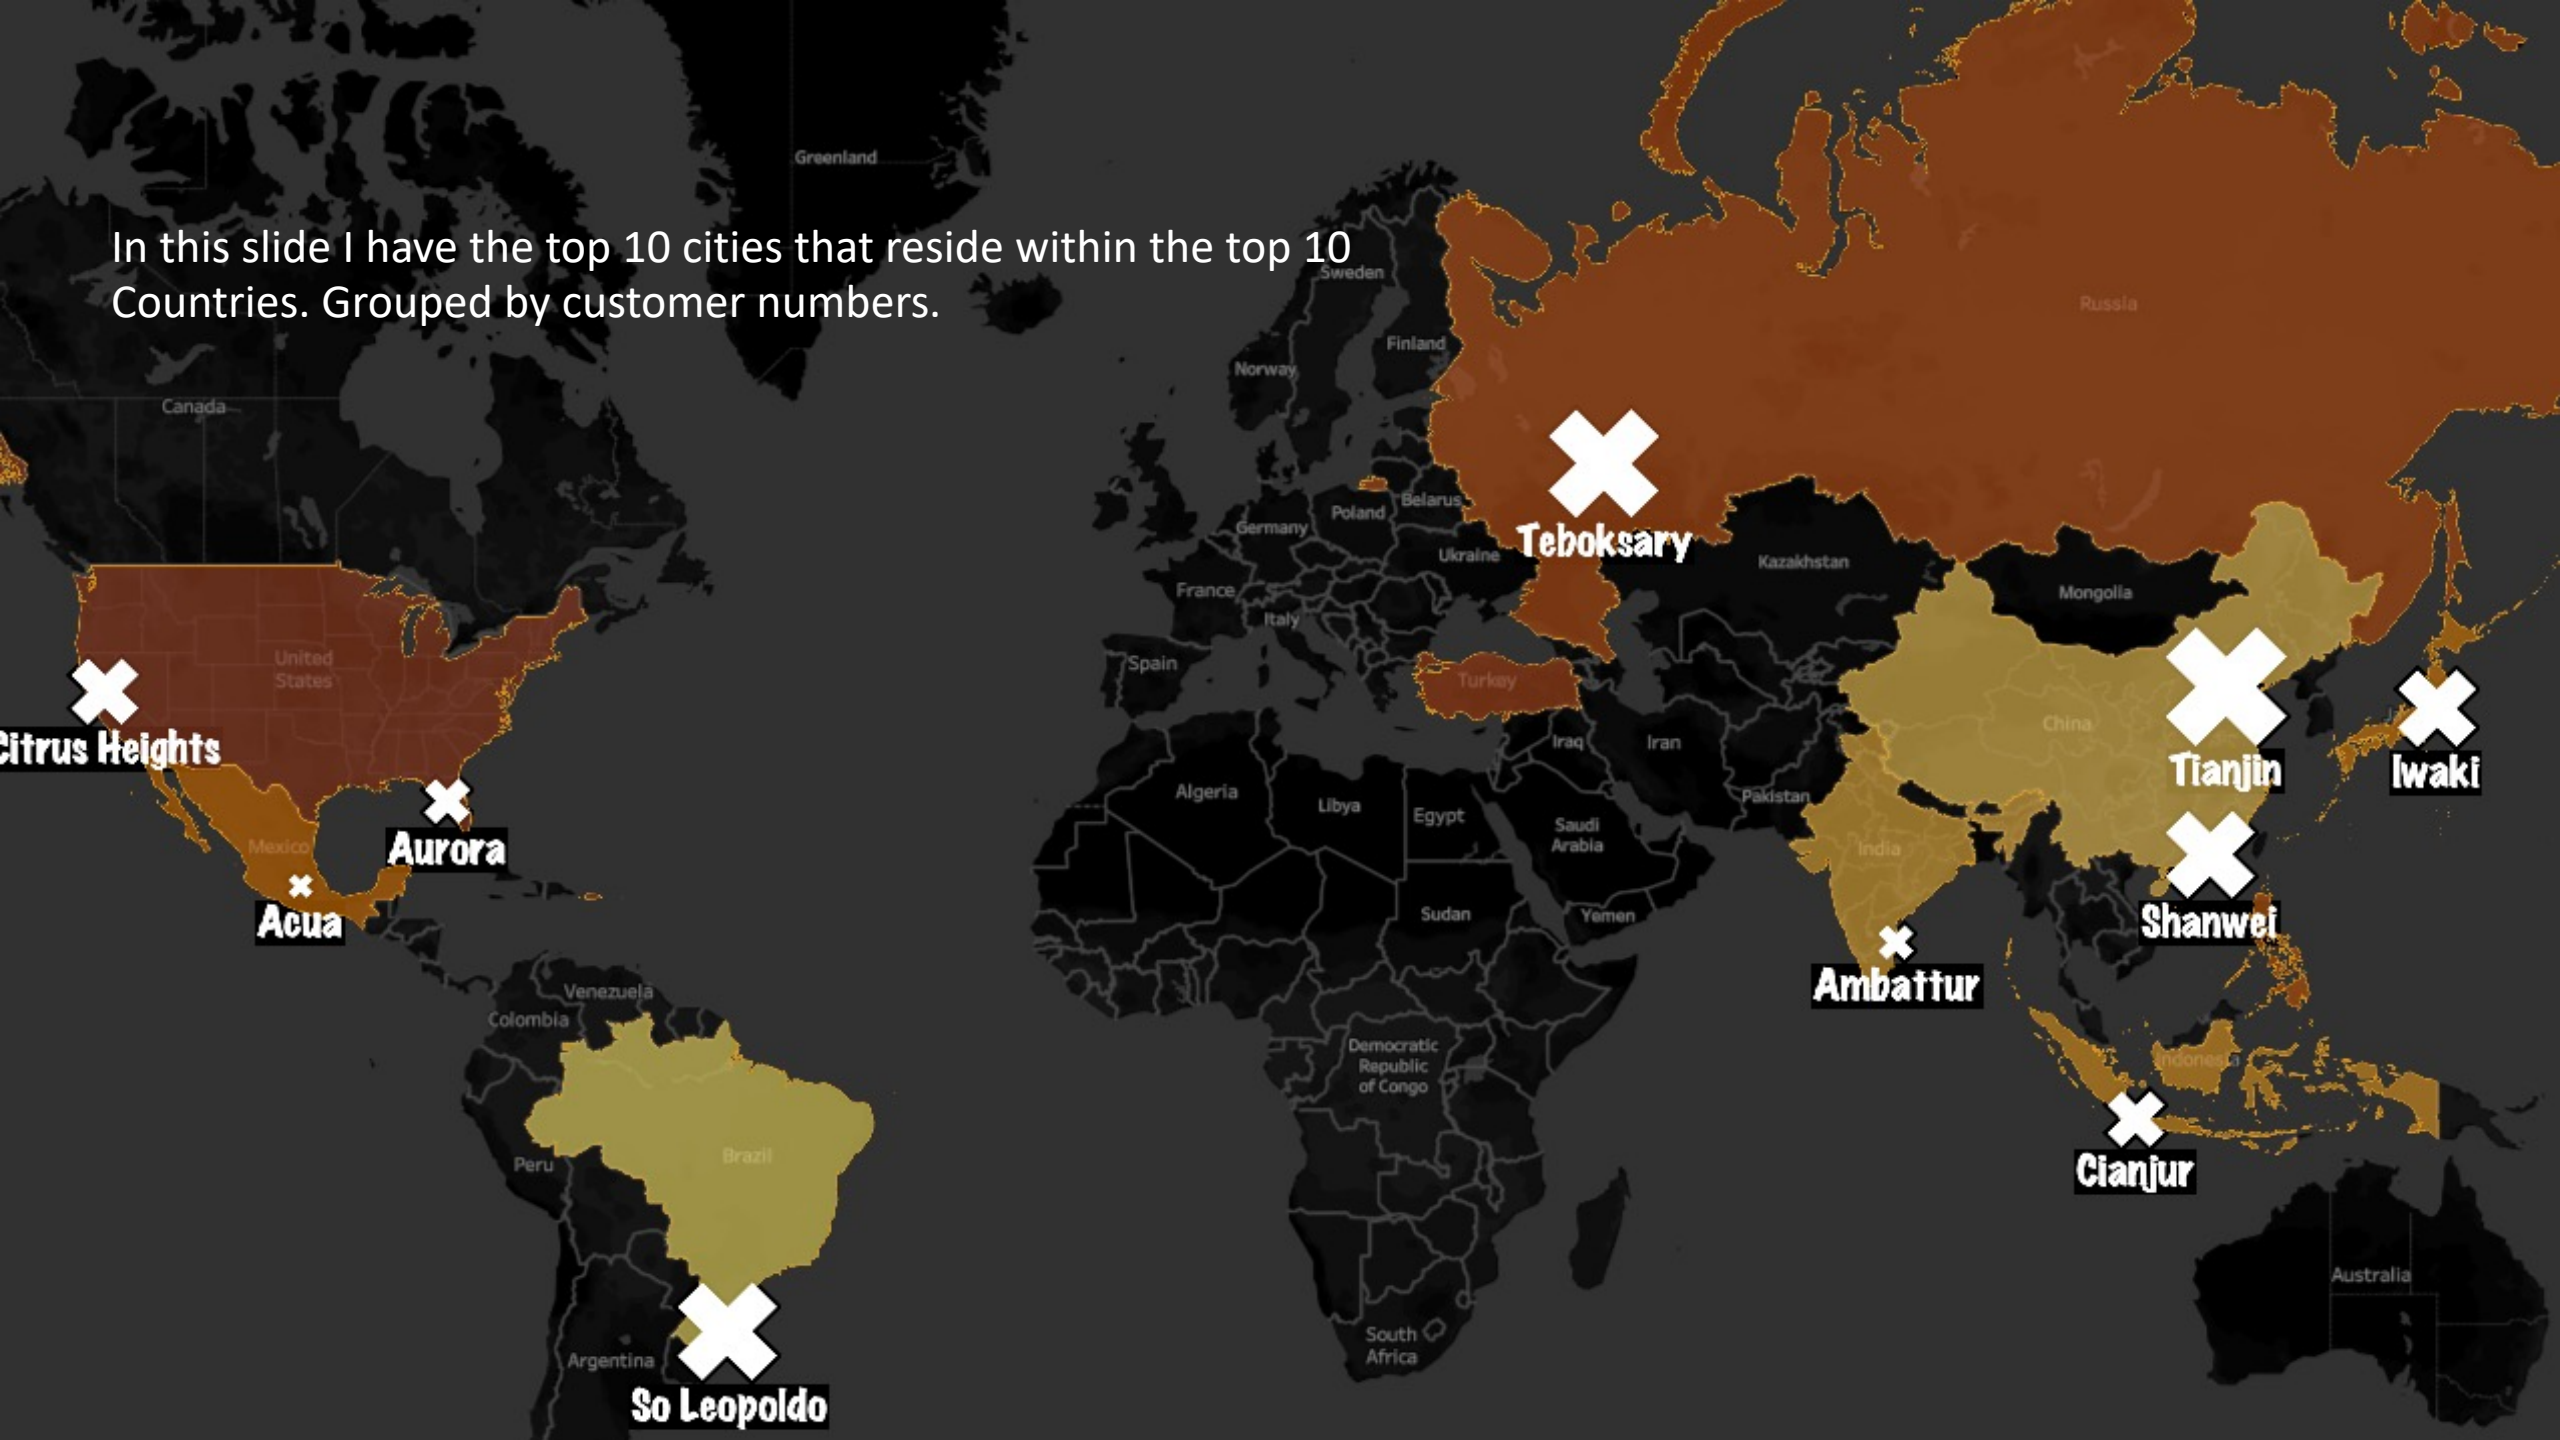 In this slide I have the top 10 cities that reside within the top 10
Countries. Grouped by customer numbers.
Greenland
Sweden
Russia
Finland
Norway
Canada
Belarus
Poland
Germany
Teboksary
Ukraine
Kazakhstan
France
Mongolia
Italy
United
States
Spain
Turkey
China
Citrus Heights
Iraq
Iran
Tianjin
Iwaki
Algeria
Libya
Egypt
Pakistan
Saudi
Arabia
Mexico
Aurora
India
Acua
Sudan
Yemen
Shanwei
Ambattur
Venezuela
Colombia
Democratic
Republic
of Congo
Indonesia
Brazil
Peru
Cianjur
Australia
South
Africa
Argentina
So Leopoldo